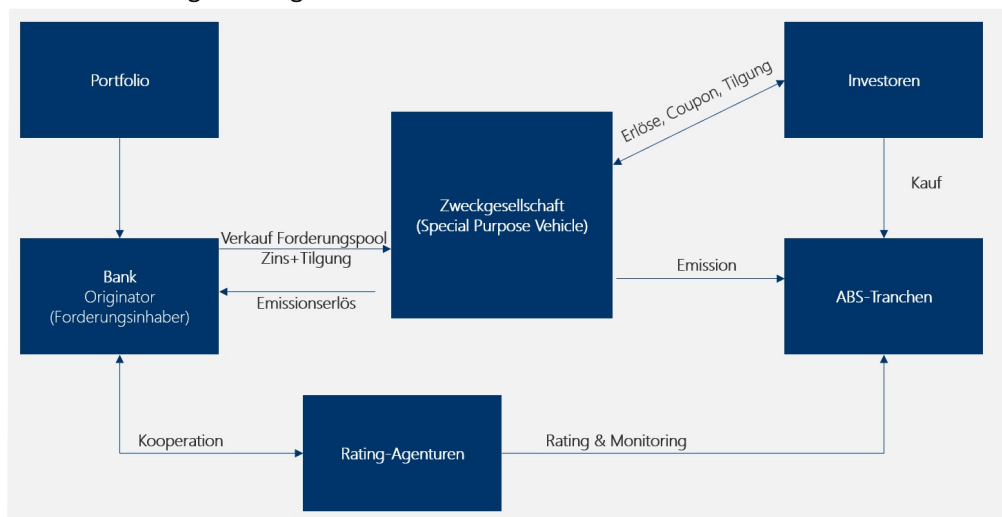 Portfolio
Investoren
Erlöse, Coupon, Tilgung
Zweckgesellschaft
(Special Purpose Vehicle)
Kauf
Verkauf Forderungspool
Zins+Tilgung
Bank
Originator
(Forderungsinhaber)
Emissionserlös
Emission
ABS-Tranchen
Kooperation
Rating-Agenturen
Rating & Monitoring